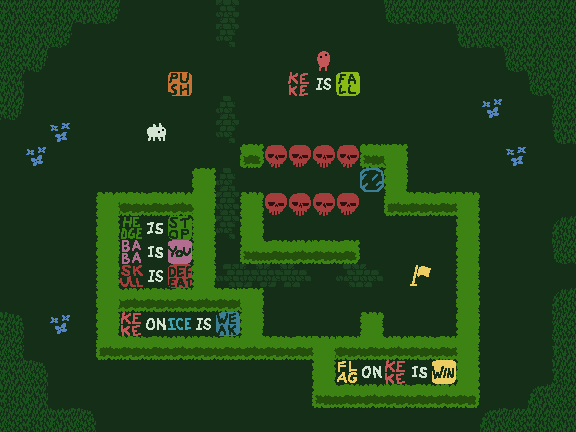 PUSH
KEKE IS FALL
HEDGE IS STOP
BABA IS YOU
SKULL IS DEFEAT
KEKE ON ICE IS WEAK
FLAG ON KEKE IS WIN